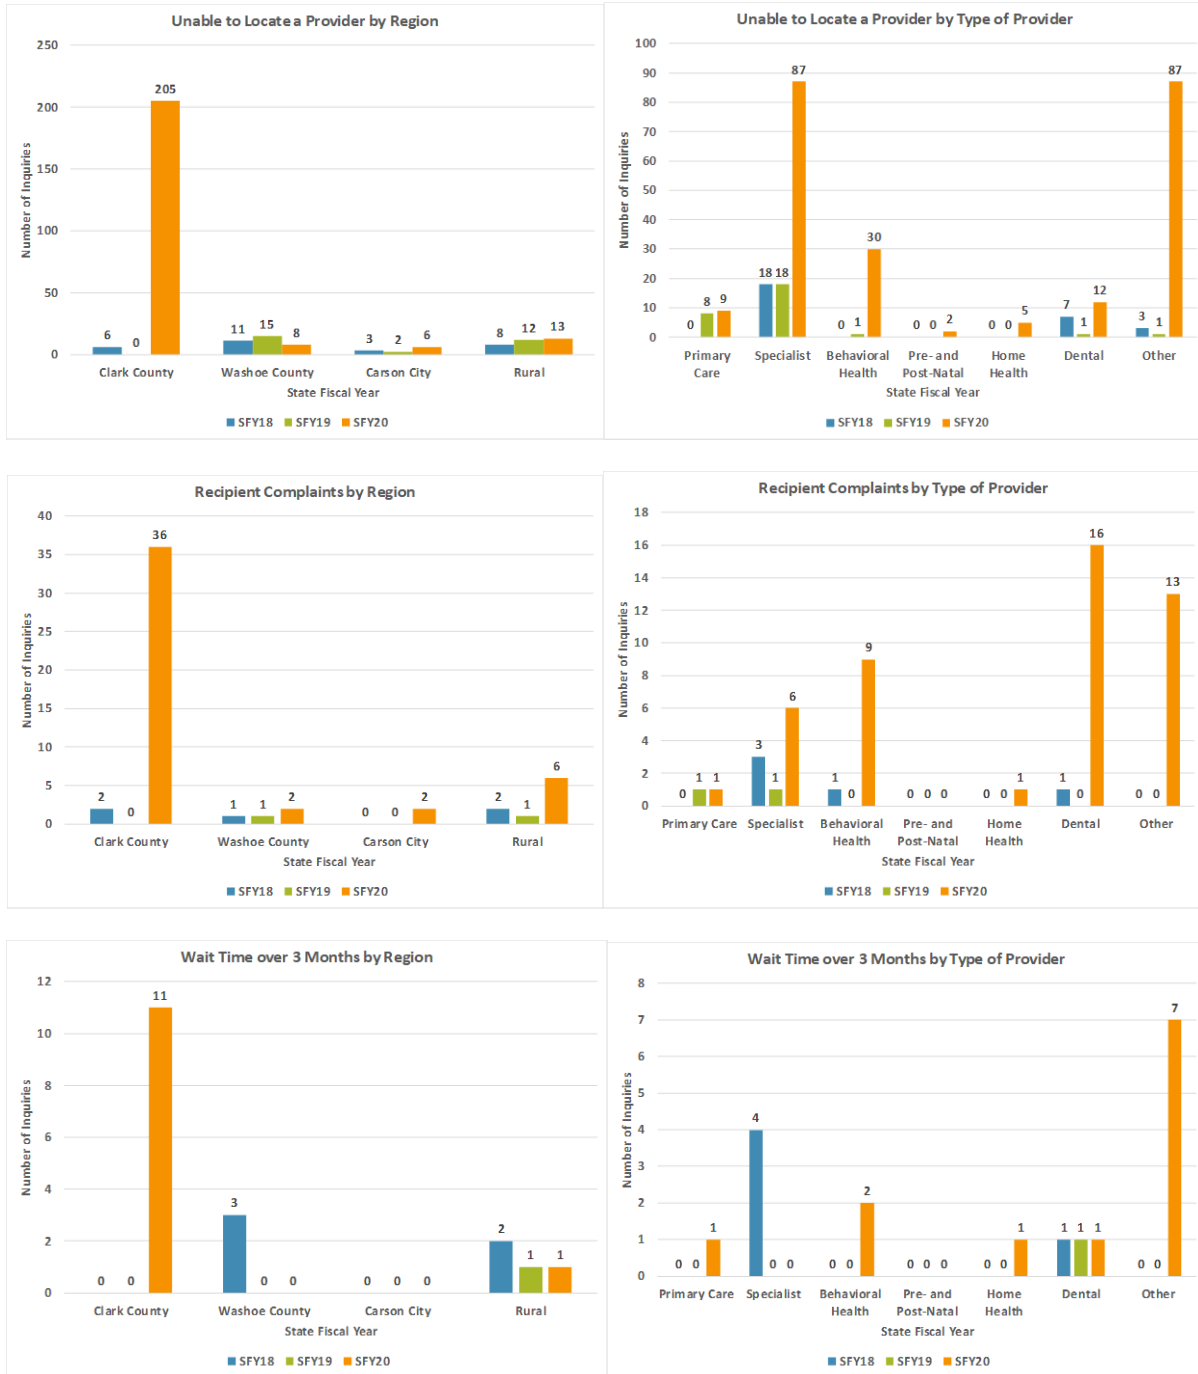 Unable to Locate a Provider by Region
250
200
150
100
50
0
Number of Inquiries
6 0 205
11 15 8
3 2 6
8 12 13
Clark County Washoe County Carson City Rural
State Fiscal Year
SFY18 SFY19 SFY20
Unable to Locate a Provider by Type of Provider
100
90
80
70
60
50
40
30
20
10
0
Number of Inquiries
0 8 9
18 18 87
0 1 30
0 0 2
0 0 5
7 1 12
3 1 87
Primary Care
Specialist
Behavioral Health
Pre- and Post-Natal
Home Health
Dental
Other
State Fiscal Year
SFY18 SFY19 SFY20
Recipient Complaints by Region
40
35
30
25
20
15
10
5
0
Number of Inquiries
2 0 36
1 1 2
0 0 2
2 1 6
Clark County Washoe County Carson City Rural
State Fiscal Year
SFY18 SFY19 SFY20
Recipient Complaints by Type of Provider
18
16
14
12
10
8
6
4
2
0
Number of Inquiries
0 1 1
3 1 6
1 0 9
0 0 0
0 0 1
1 0 16
0 0 13
Primary Care
Specialist
Behavioral Health
Pre- and Post-Natal
Home Health
Dental
Other
State Fiscal Year
SFY18 SFY19 SFY20
Wait Time over 3 Months by Region
12
10
8
6
4
2
0
Number of Inquiries
0 0 11
3 0 0
0 0 0
2 1 1
Clark County Washoe County Carson City Rural
State Fiscal Year
SFY18 SFY19 SFY20
Wait Time over 3 Months by Type of Provider
8
7
6
5
4
3
2
1
0
Number of Inquiries
0 0 1
4 0 0
0 0 2
0 0 0
0 0 1
1 1 1
0 0 7
Primary Care
Specialist
Behavioral Health
Pre- and Post-Natal
Home Health
Dental
Other
State Fiscal Year
SFY18 SFY19 SFY20